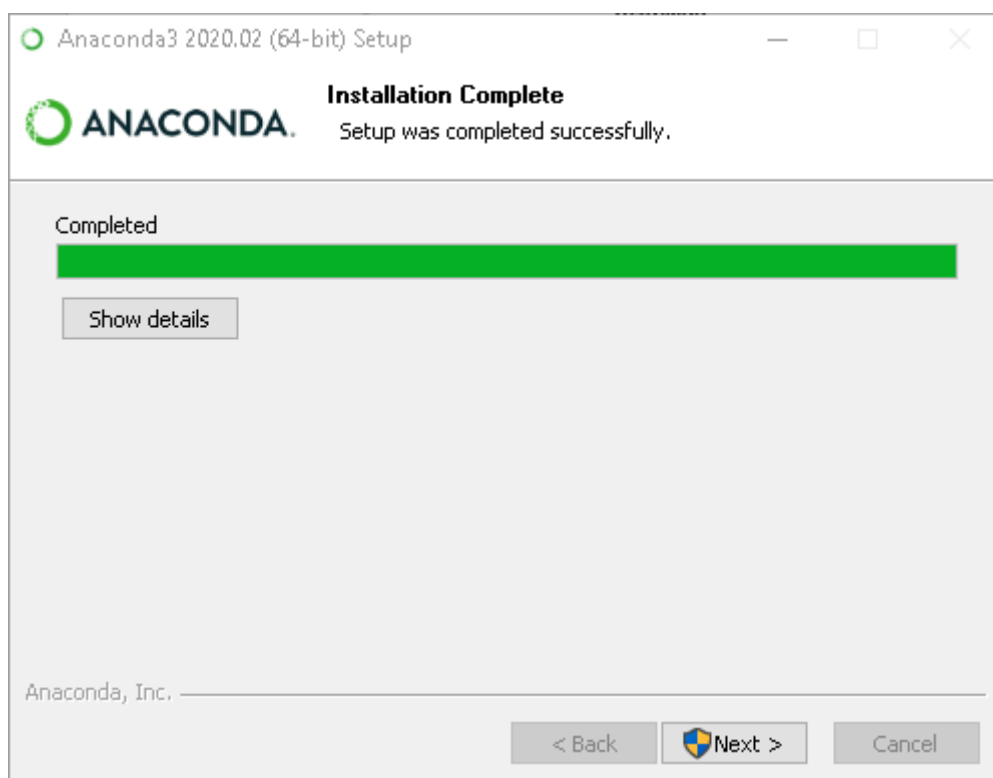 Anaconda3 2020.02 (64-bit) Setup
ANACONDA.
Installation Complete
Setup was completed successfully.
Completed
Show details
Anaconda, Inc.
< Back
Next >
Cancel